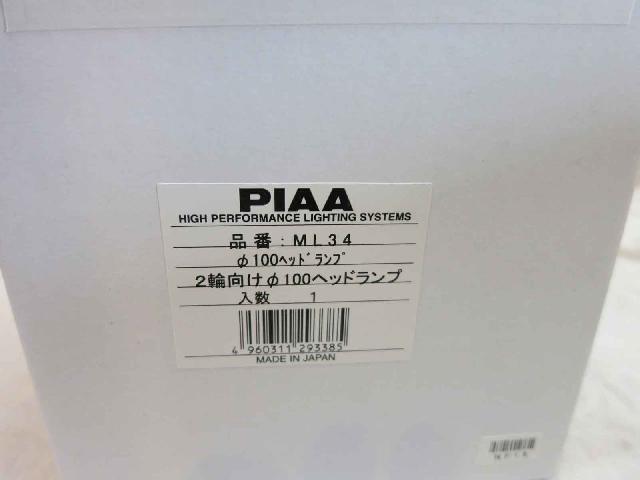 PIAA
HIGH PERFORMANCE LIGHTING SYSTEMS
品番:ML34
φ100ﾍｯﾄﾞﾗﾝﾌﾟ
2輪向けφ100ヘッドランプ
入数 1
4 960311 293385
MADE IN JAPAN